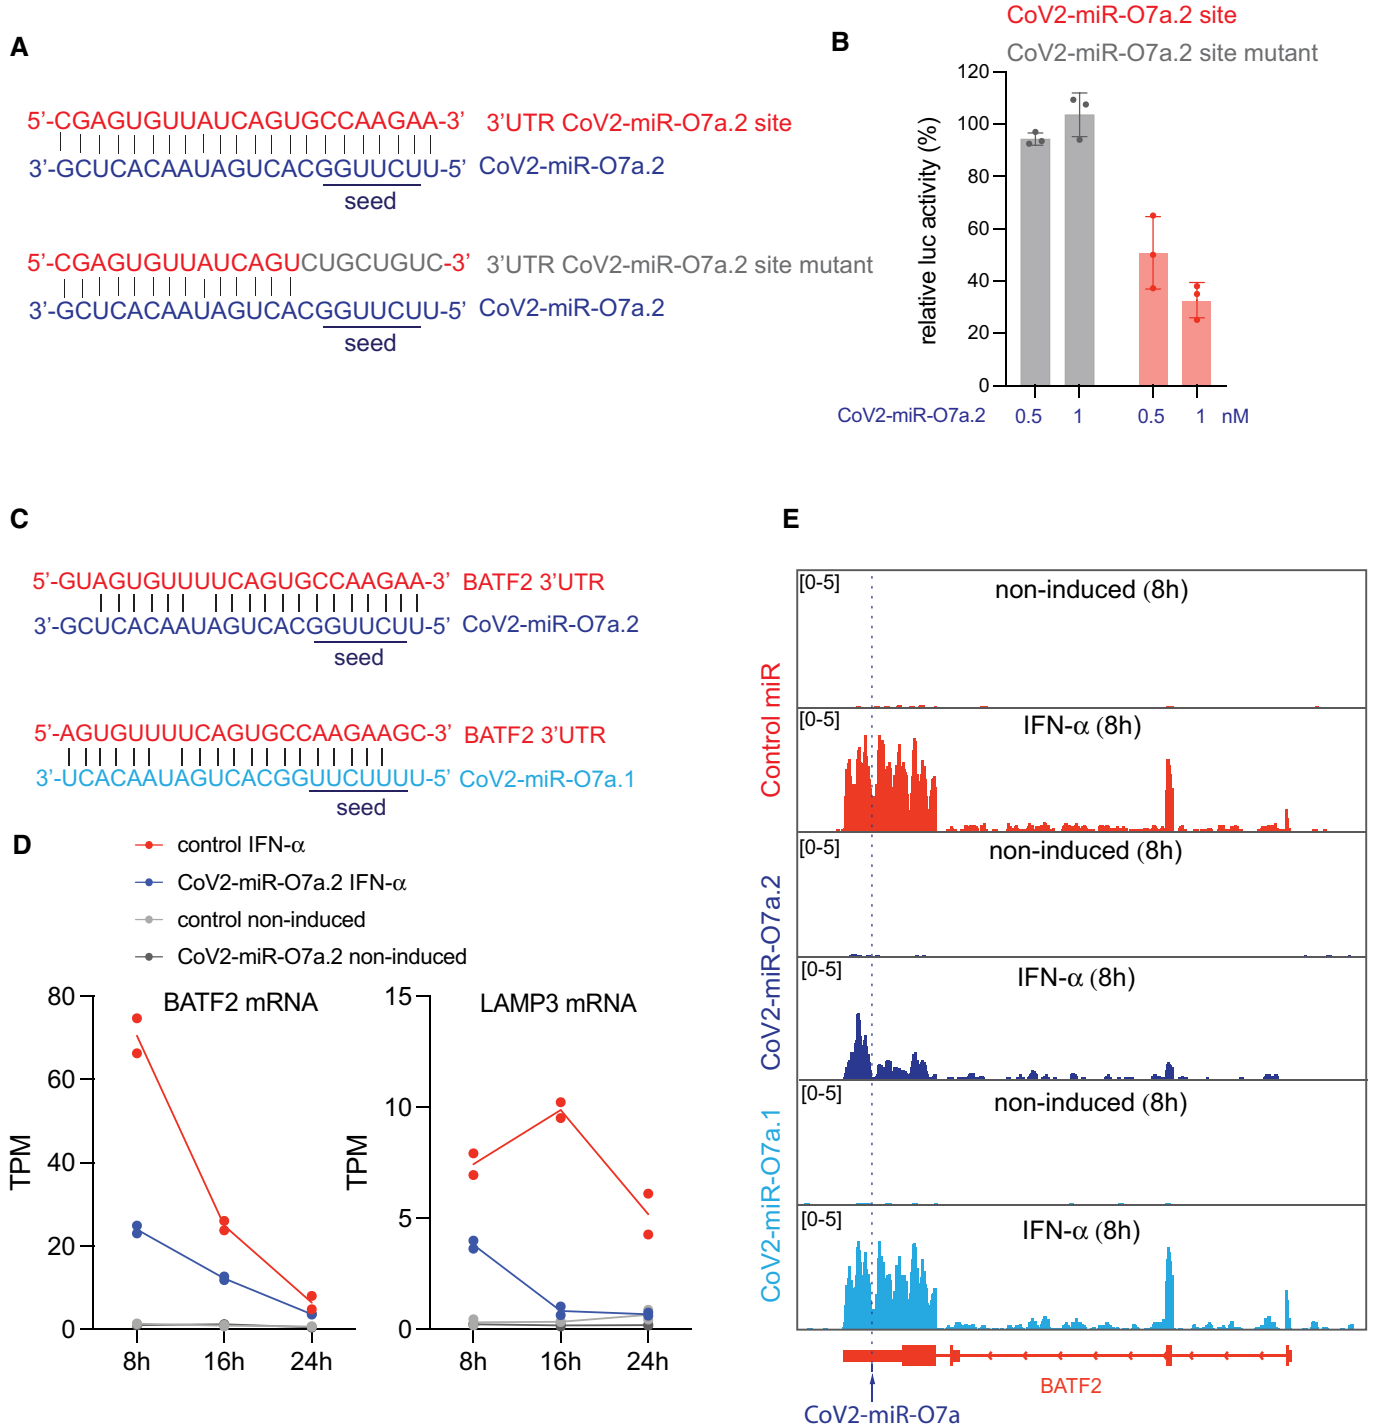 A
5’-CGAGUGUUAUCAGUGCCAAGAA-3’ 3’UTR CoV2-miR-O7a.2 site
3’-GCUCACAAUAGUCACGGUUCUU-5’ CoV2-miR-O7a.2
seed
5’-CGAGUGUUAUCAGUCUGCUGUC-3’ 3’UTR CoV2-miR-O7a.2 site mutant
3’-GCUCACAAUAGUCACGGUUCUU-5’ CoV2-miR-O7a.2
seed
B
CoV2-miR-O7a.2 site
CoV2-miR-O7a.2 site mutant
relative luc activity (%)
120
100
80
60
40
20
0
CoV2-miR-O7a.2 0.5 1 0.5 1 nM
C
5’-GUAGUGUUUUCAGUGCCAAGAA-3’ BATF2 3’UTR
3’-GCUCACAAUAGUCACGGUUCUU-5’ CoV2-miR-O7a.2
seed
5’-AGUGUUUUCAGUGCCAAGAAGC-3’ BATF2 3’UTR
3’-UCACAAUAGUCACGGUUCUUUU-5’ CoV2-miR-O7a.1
seed
D
control IFN-α
CoV2-miR-O7a.2 IFN-α
control non-induced
CoV2-miR-O7a.2 non-induced
BATF2 mRNA
TPM
80
60
40
20
0
8h 16h 24h
LAMP3 mRNA
TPM
15
10
5
0
8h 16h 24h
E
Control miR
[0-5] non-induced (8h)
[0-5] IFN-α (8h)
CoV2-miR-O7a.2
[0-5] non-induced (8h)
[0-5] IFN-α (8h)
CoV2-miR-O7a.1
[0-5] non-induced (8h)
[0-5] IFN-α (8h)
BATF2
CoV2-miR-O7a